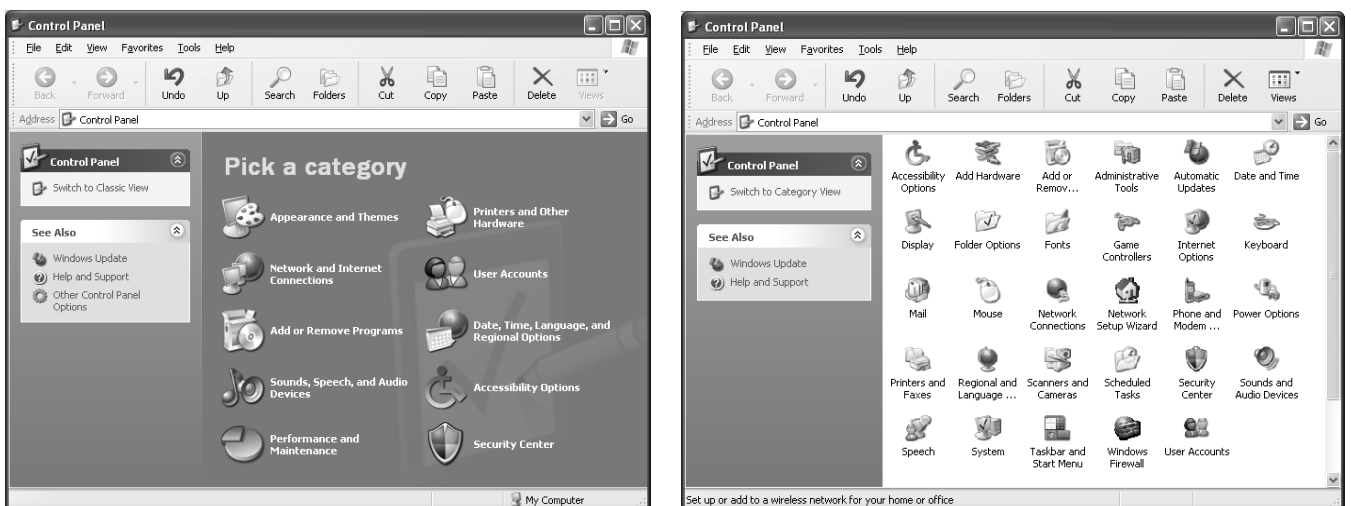 Control Panel
File Edit View Favorites Tools Help
Back Forward Undo Up Search Folders Cut Copy Paste Delete Views
Address Control Panel Go
Control Panel
Switch to Classic View
See Also
Windows Update
Help and Support
Other Control Panel
Options
Pick a category
Appearance and Themes
Printers and Other
Hardware
Network and Internet
Connections
User Accounts
Add or Remove Programs
Date, Time, Language, and
Regional Options
Sounds, Speech, and Audio
Devices
Accessibility Options
Performance and
Maintenance
Security Center
My Computer
Control Panel
File Edit View Favorites Tools Help
Back Forward Undo Up Search Folders Cut Copy Paste Delete Views
Address Control Panel Go
Control Panel
Switch to Category View
See Also
Windows Update
Help and Support
Accessibility
Options
Add Hardware
Add or
Remov...
Administrative
Tools
Automatic
Updates
Date and Time
Display
Folder Options
Fonts
Game
Controllers
Internet
Options
Keyboard
Mail
Mouse
Network
Connections
Network
Setup Wizard
Phone and
Modem ...
Power Options
Printers and
Faxes
Regional and
Language ...
Scanners and
Cameras
Scheduled
Tasks
Security
Center
Sounds and
Audio Devices
Speech
System
Taskbar and
Start Menu
Windows
Firewall
User Accounts
Set up or add to a wireless network for your home or office